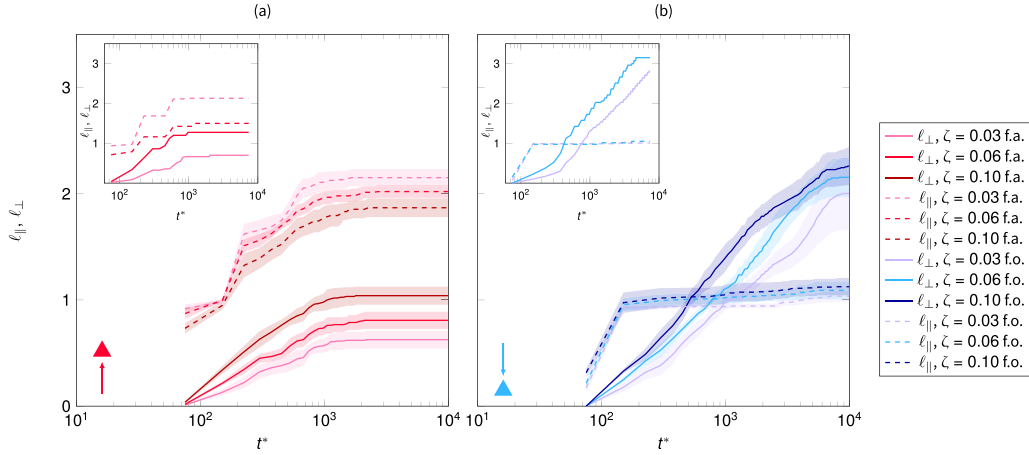 (a)
(b)
3
2
1
0
ℓ∥, ℓ⊥
10¹
10²
10³
10⁴
t*
3
2
1
ℓ∥, ℓ⊥
10²
10³
10⁴
t*
10¹
10²
10³
10⁴
t*
3
2
1
ℓ∥, ℓ⊥
10²
10³
10⁴
t*
ℓ⊥, ζ = 0.03 f.a.
ℓ⊥, ζ = 0.06 f.a.
ℓ⊥, ζ = 0.10 f.a.
ℓ∥, ζ = 0.03 f.a.
ℓ∥, ζ = 0.06 f.a.
ℓ∥, ζ = 0.10 f.a.
ℓ⊥, ζ = 0.03 f.o.
ℓ⊥, ζ = 0.06 f.o.
ℓ⊥, ζ = 0.10 f.o.
ℓ∥, ζ = 0.03 f.o.
ℓ∥, ζ = 0.06 f.o.
ℓ∥, ζ = 0.10 f.o.